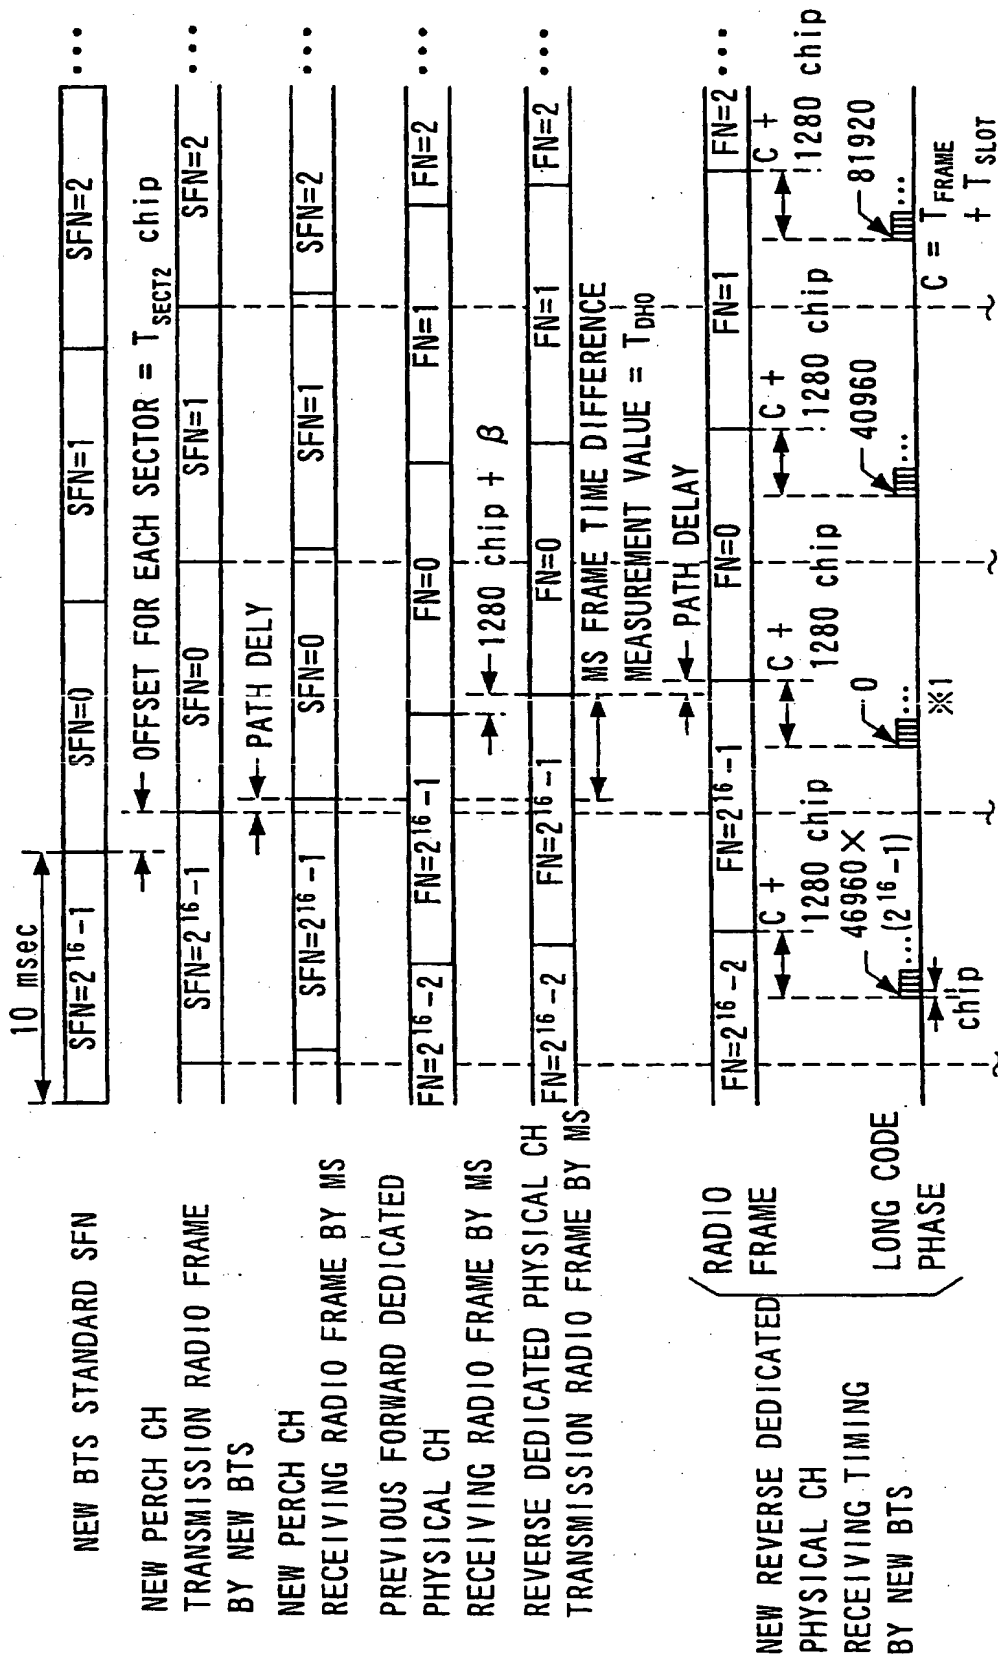 10 msec
NEW BTS STANDARD SFN
SFN=2^16-1 SFN=0 SFN=1 SFN=2 ...
OFFSET FOR EACH SECTOR = T_SECT2 chip
NEW PERCH CH
TRANSMISSION RADIO FRAME
BY NEW BTS
SFN=2^16-1 SFN=0 SFN=1 SFN=2 ...
PATH DELY
NEW PERCH CH
RECEIVING RADIO FRAME BY MS
SFN=2^16-1 SFN=0 SFN=1 SFN=2 ...
PREVIOUS FORWARD DEDICATED
PHYSICAL CH
RECEIVING RADIO FRAME BY MS
FN=2^16-2 FN=2^16-1 FN=0 FN=1 FN=2 ...
1280 chip + β
REVERSE DEDICATED PHYSICAL CH
TRANSMISSION RADIO FRAME BY MS
FN=2^16-2 FN=2^16-1 FN=0 FN=1 FN=2 ...
MS FRAME TIME DIFFERENCE
MEASUREMENT VALUE = T_DHO
PATH DELAY
NEW REVERSE DEDICATED
PHYSICAL CH
RECEIVING TIMING
BY NEW BTS
RADIO
FRAME
FN=2^16-2 FN=2^16-1 FN=0 FN=1 FN=2 ...
C + C + C + C +
1280 chip 1280 chip 1280 chip 1280 chip
LONG CODE
PHASE
46960×
(2^16-1) 0 40960 81920
... ... ... ...
chip
※1
C = T_FRAME
+ T_SLOT